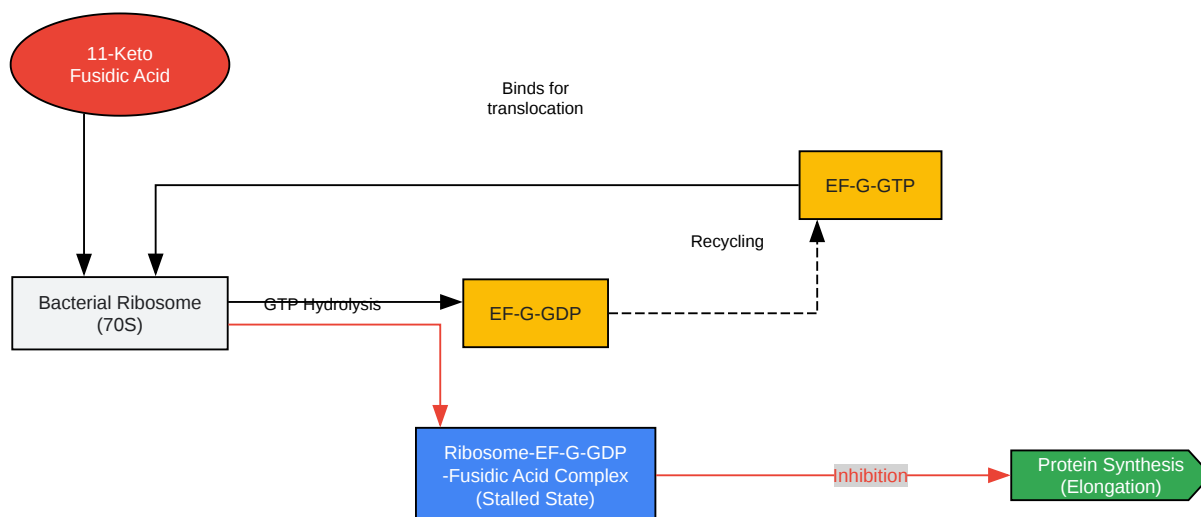 11-Keto
Fusidic Acid
Binds for
translocation
EF-G-GTP
Recycling
Bacterial Ribosome
(70S)
GTP Hydrolysis
EF-G-GDP
Ribosome-EF-G-GDP
-Fusidic Acid Complex
(Stalled State)
Inhibition
Protein Synthesis
(Elongation)